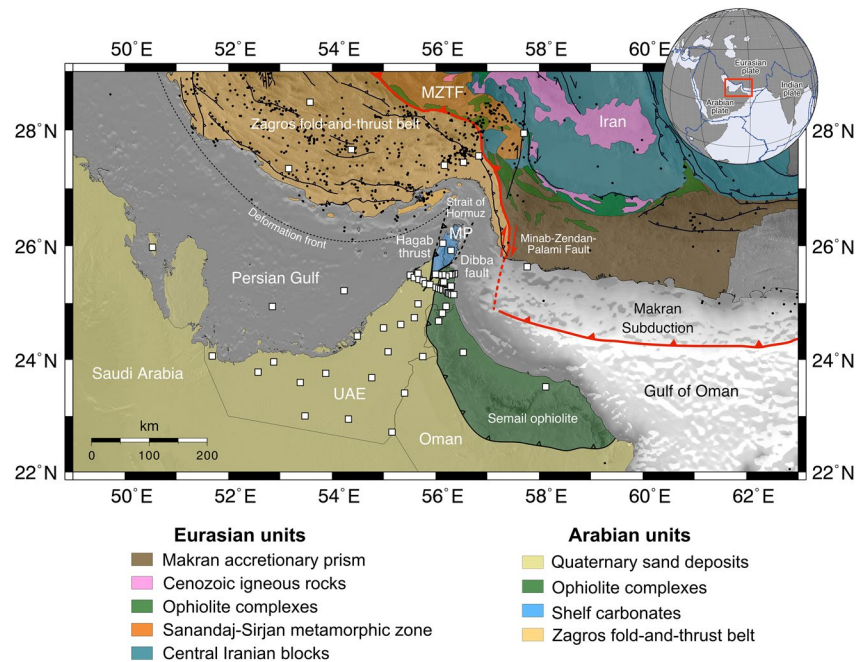 50˚E 52˚E 54˚E 56˚E 58˚E 60˚E
Eurasian
plate
Indian
plate
Arabian
plate
MZTF
Iran
28˚N
Zagros fold-and-thrust belt
28˚N
Strait of
Hormuz
Deformation front
26˚N
Hagab
thrust
MP
Dibba
fault
Minab-Zendan-
Palami Fault
26˚N
Persian Gulf
Makran
Subduction
24˚N
24˚N
Saudi Arabia
UAE
Gulf of Oman
Semail ophiolite
km
Oman
0 100 200
22˚N
22˚N
50˚E 52˚E 54˚E 56˚E 58˚E 60˚E 62˚E
Eurasian units
Makran accretionary prism
Cenozoic igneous rocks
Ophiolite complexes
Sanandaj-Sirjan metamorphic zone
Central Iranian blocks
Arabian units
Quaternary sand deposits
Ophiolite complexes
Shelf carbonates
Zagros fold-and-thrust belt